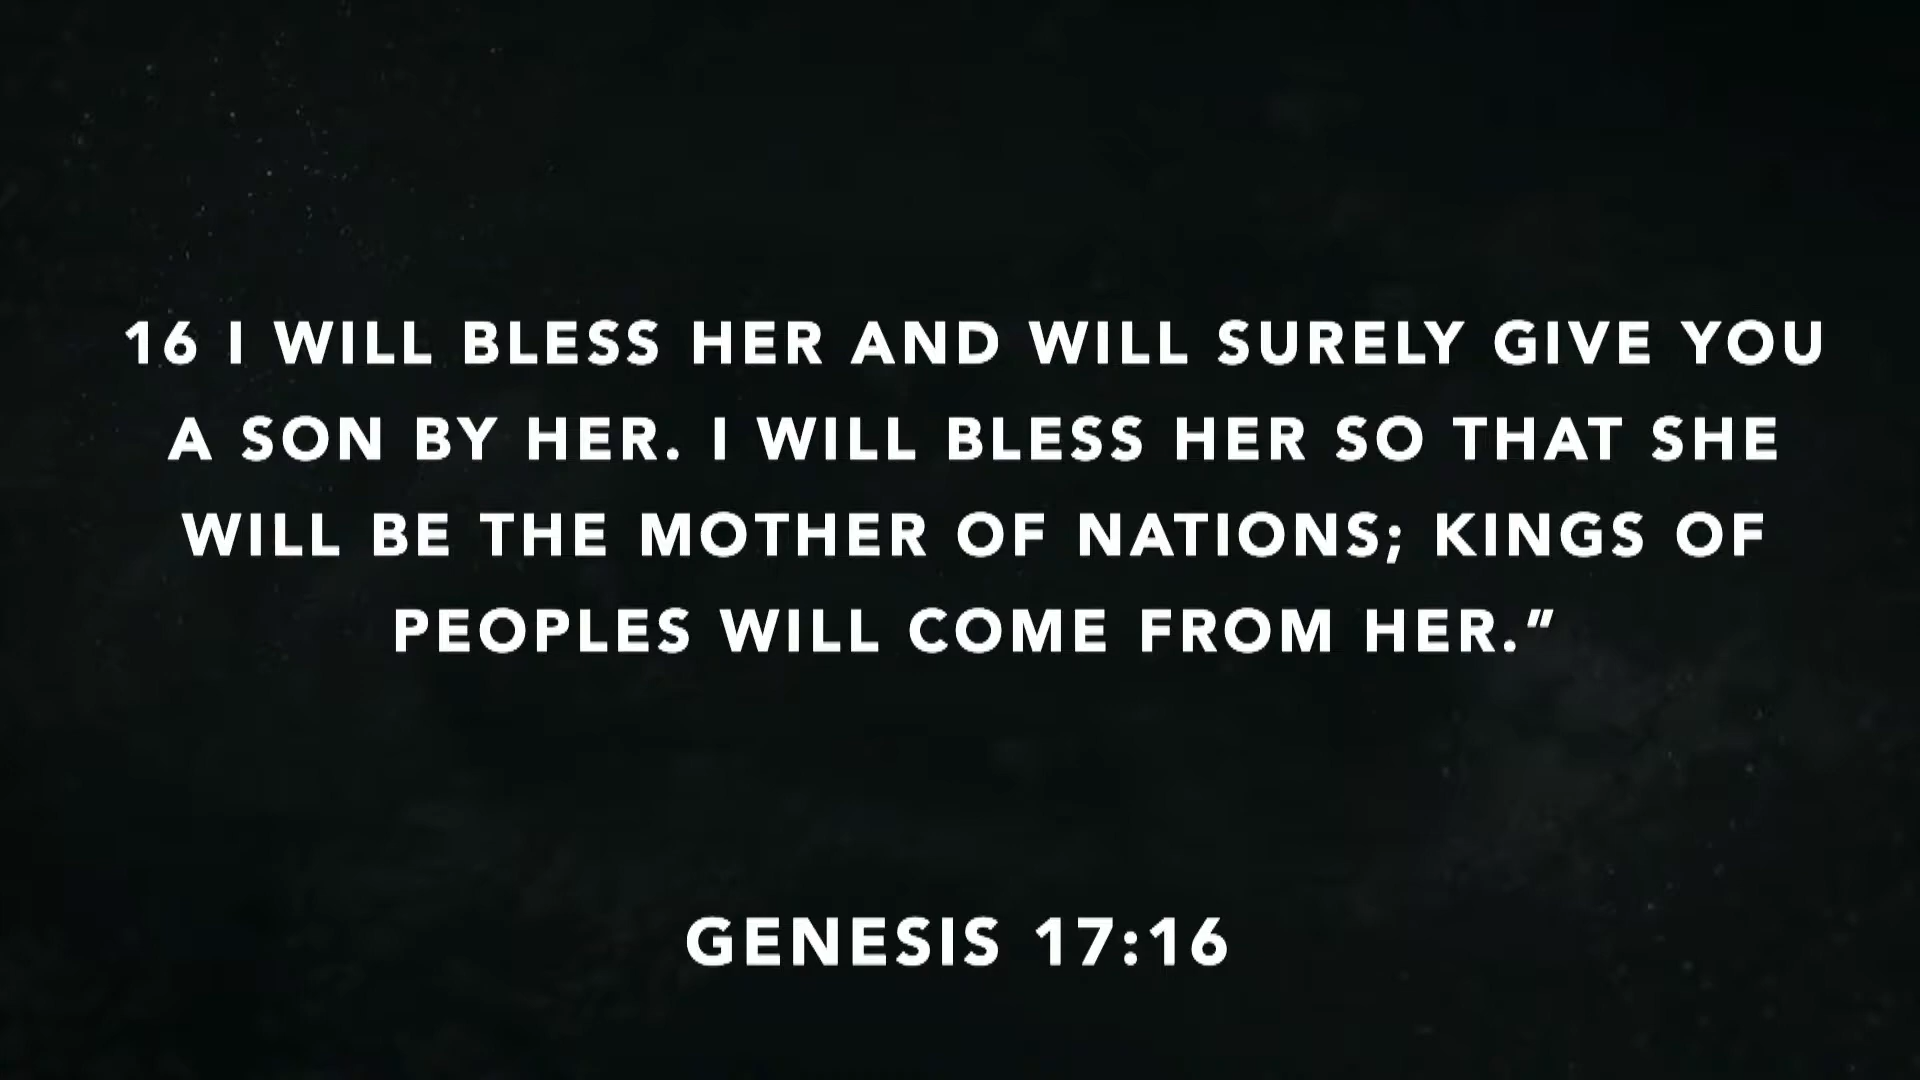 16 I WILL BLESS HER AND WILL SURELY GIVE YOU
A SON BY HER. I WILL BLESS HER SO THAT SHE
WILL BE THE MOTHER OF NATIONS; KINGS OF
PEOPLES WILL COME FROM HER.”
GENESIS 17:16